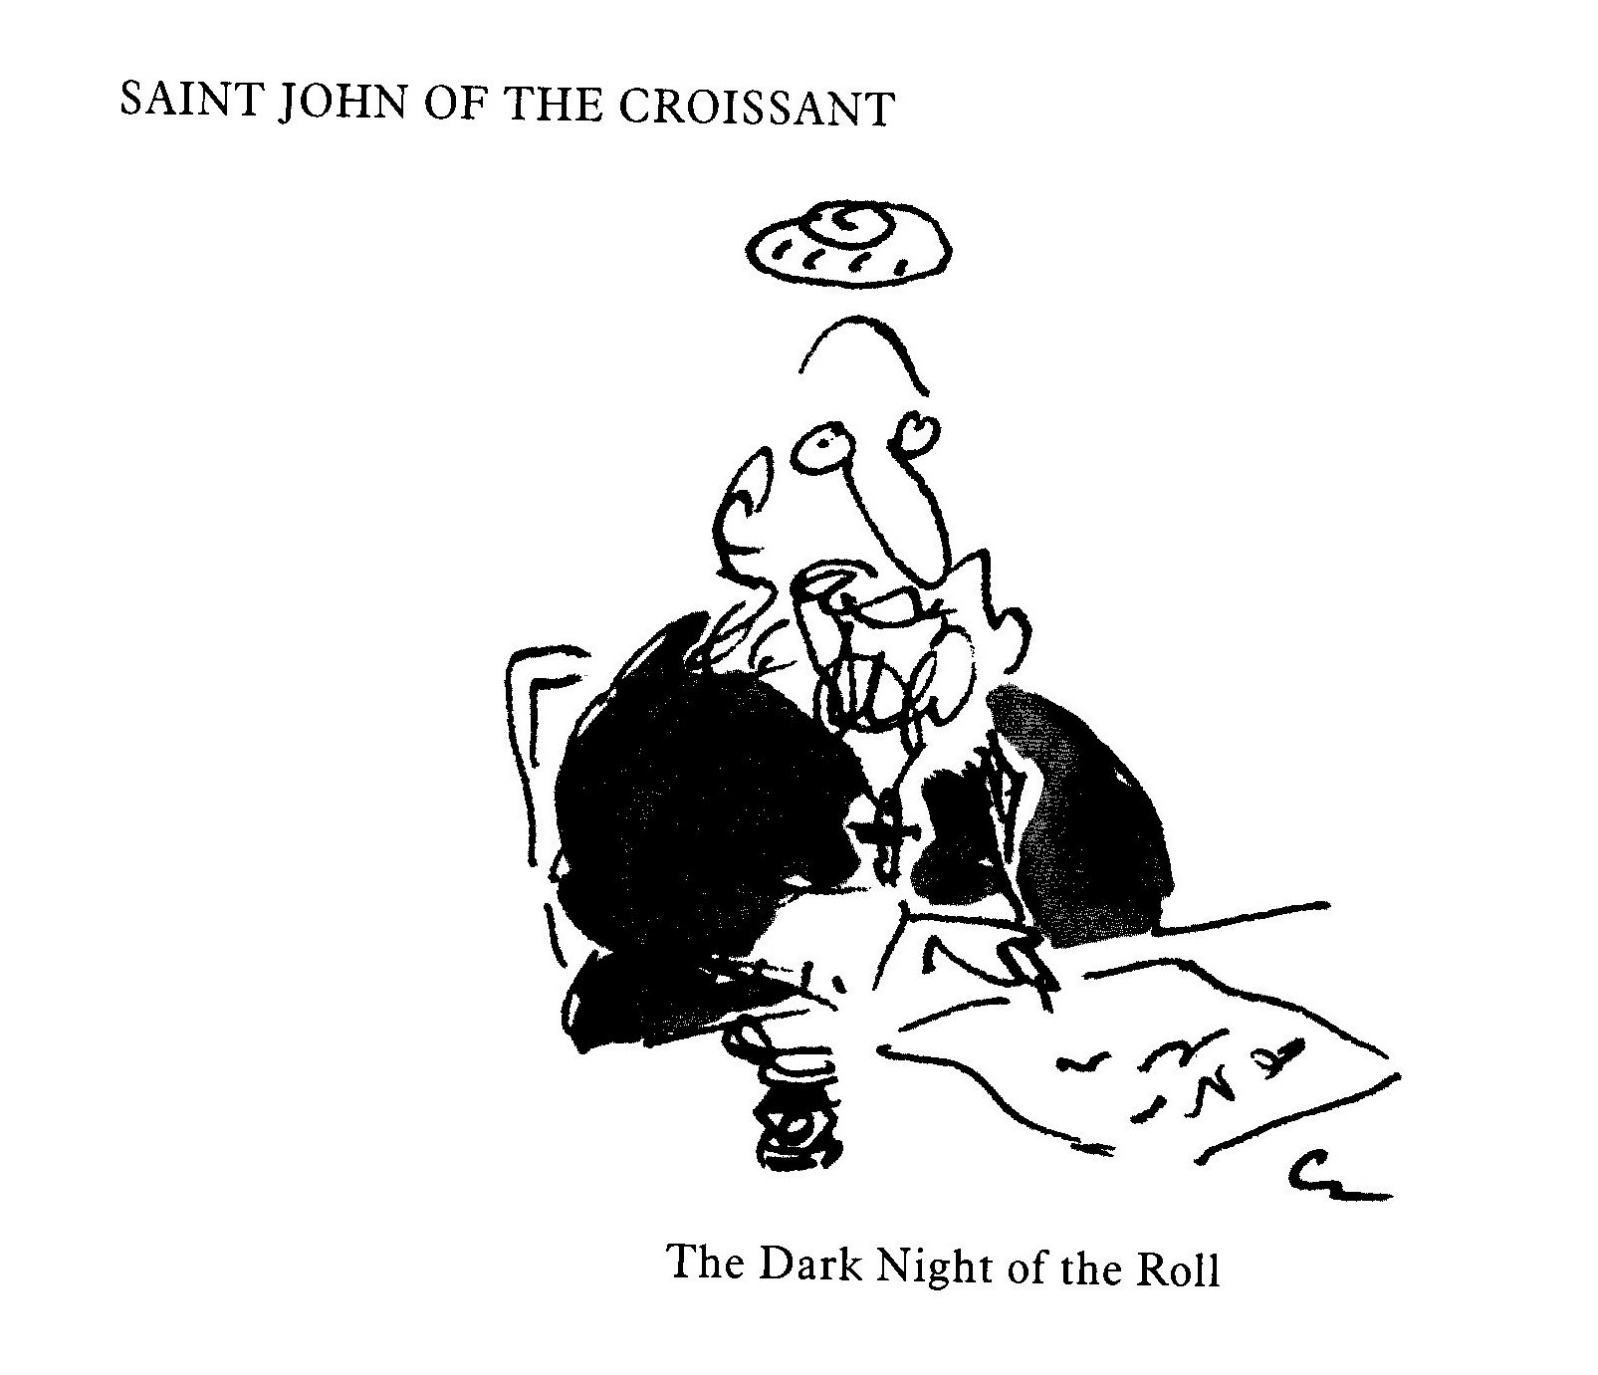 SAINT JOHN OF THE CROISSANT
The Dark Night of the Roll